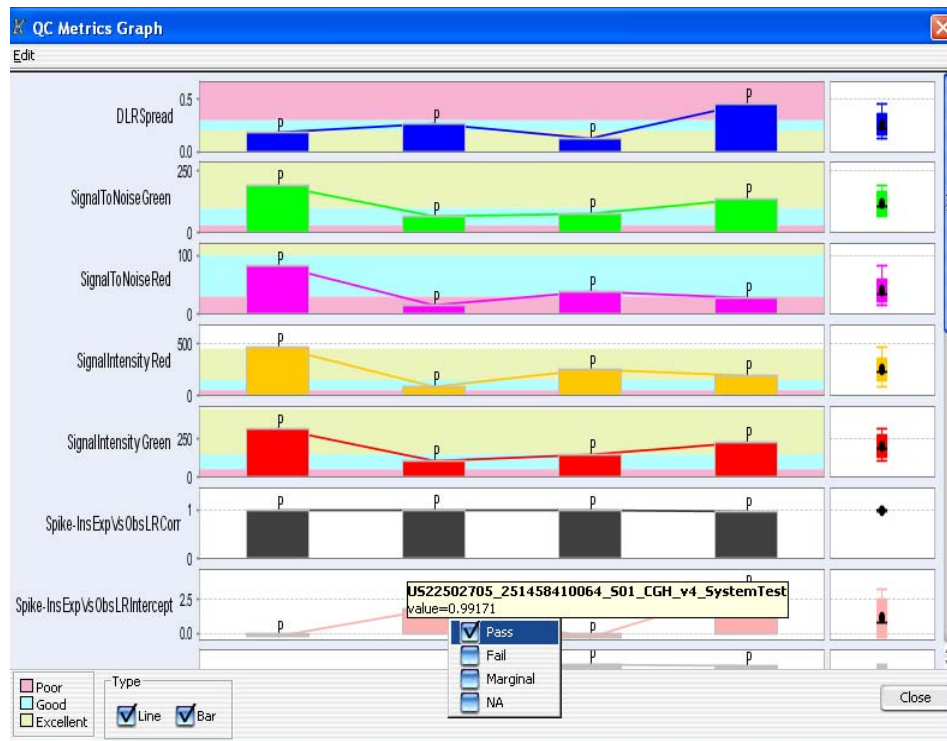 QC Metrics Graph
Edit
DLRSpread
0.5
0.0
P P P P
SignalToNoiseGreen
250
0
P P P P
SignalToNoiseRed
100
0
P P P P
SignalIntensityRed
500
0
P P P P
SignalIntensityGreen
250
0
P P P P
Spike-InsExpVsObsLRCorr
1
0
P P P P
Spike-InsExpVsObsLRIntercept
2.5
0.0
P
US22502705_251458410064_S01_CGH_v4_SystemTest
value=0.99171
P
Pass
Fail
Marginal
NA
P P
Poor
Good
Excellent
Type
Line Bar
Close